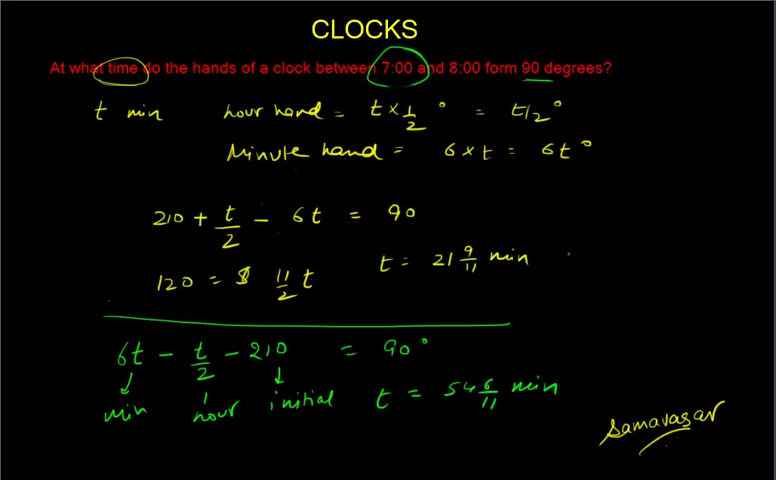 CLOCKS
At what time do the hands of a clock between 7:00 and 8:00 form 90 degrees?
t min hour hand = t × 1/2 ° = t/2 °
Minute hand = 6 × t = 6t °
210 + t/2 - 6t = 90
120 = 11/2 t t = 21 9/11 min
6t - t/2 - 210 = 90°
min hour initial t = 54 6/11 min
Samarasar